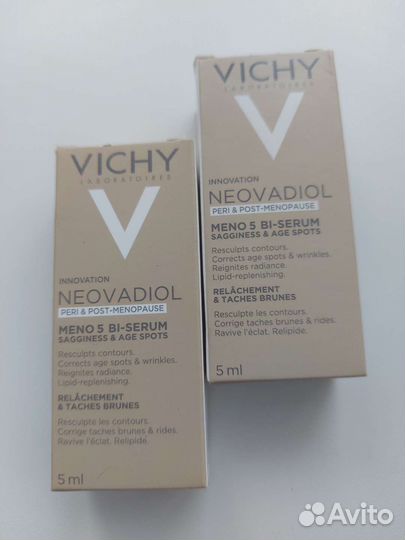 VICHY
LABORATOIRES
INNOVATION
NEOVADIOL
PERI & POST-MENOPAUSE
MENO 5 BI-SERUM
SAGGINESS & AGE SPOTS
Resculpts contours.
Corrects age spots & wrinkles.
Reignites radiance.
Lipid-replenishing.
RELÂCHEMENT
& TACHES BRUNES
Resculpte les contours.
Corrige taches brunes & rides.
Ravive l'éclat. Relipide.
5 ml
VICHY
LABORATOIRES
INNOVATION
NEOVADIOL
PERI & POST-MENOPAUSE
MENO 5 BI-SERUM
SAGGINESS & AGE SPOTS
Resculpts contours.
Corrects age spots & wrinkles.
Reignites radiance.
Lipid-replenishing.
RELÂCHEMENT
& TACHES BRUNES
Resculpte les contours.
Corrige taches brunes & rides.
Ravive l'éclat. Relipide.
5 ml
Avito